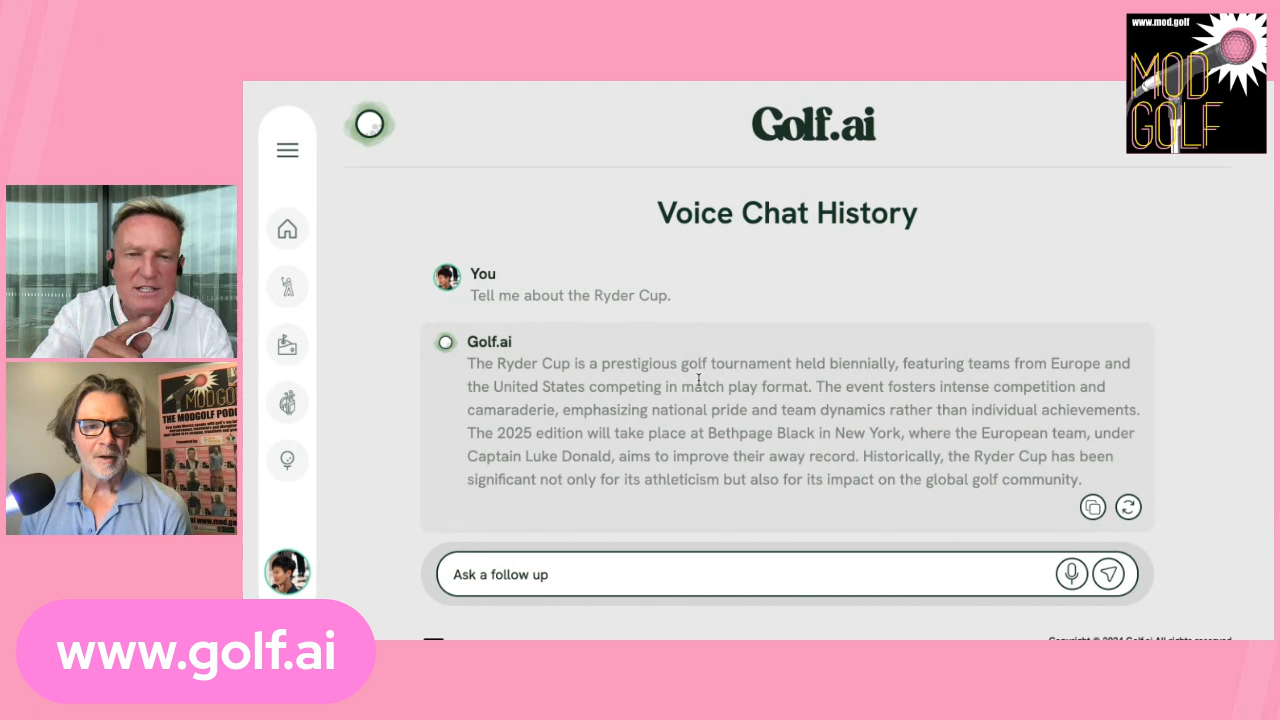 www.mod.golf
MOD
GOLF
Golf.ai
Voice Chat History
You
Tell me about the Ryder Cup.
Golf.ai
The Ryder Cup is a prestigious golf tournament held biennially, featuring teams from Europe and
the United States competing in match play format. The event fosters intense competition and
camaraderie, emphasizing national pride and team dynamics rather than individual achievements.
The 2025 edition will take place at Bethpage Black in New York, where the European team, under
Captain Luke Donald, aims to improve their away record. Historically, the Ryder Cup has been
significant not only for its athleticism but also for its impact on the global golf community.
Ask a follow up
THE MODGOLF POD
www.golf.ai